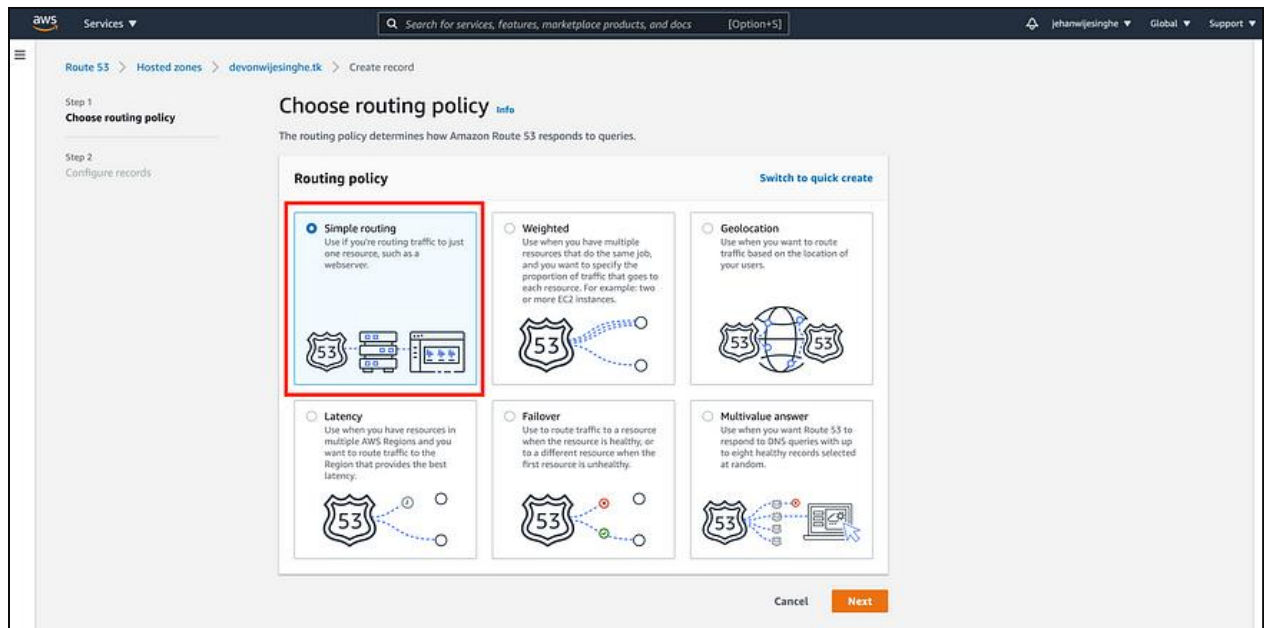 aws
Services ▼
Search for services, features, marketplace products, and docs [Option+S]
jehanwijesinghe ▼
Global ▼
Support ▼
Route 53 > Hosted zones > devonwijesinghe.tk > Create record
Step 1
Choose routing policy
Step 2
Configure records
Choose routing policy Info
The routing policy determines how Amazon Route 53 responds to queries.
Routing policy
Switch to quick create
Simple routing
Use if you're routing traffic to just
one resource, such as a
webserver.
53
Weighted
Use when you have multiple
resources that do the same job,
and you want to specify the
proportion of traffic that goes to
each resource. For example: two
or more EC2 instances.
53
Geolocation
Use when you want to route
traffic based on the location of
your users.
53
53
Latency
Use when you have resources in
multiple AWS Regions and you
want to route traffic to the
Region that provides the best
latency.
53
Failover
Use to route traffic to a resource
when the resource is healthy, or
to a different resource when the
first resource is unhealthy.
53
Multivalue answer
Use when you want Route 53 to
respond to DNS queries with up
to eight healthy records selected
at random.
53
Cancel
Next